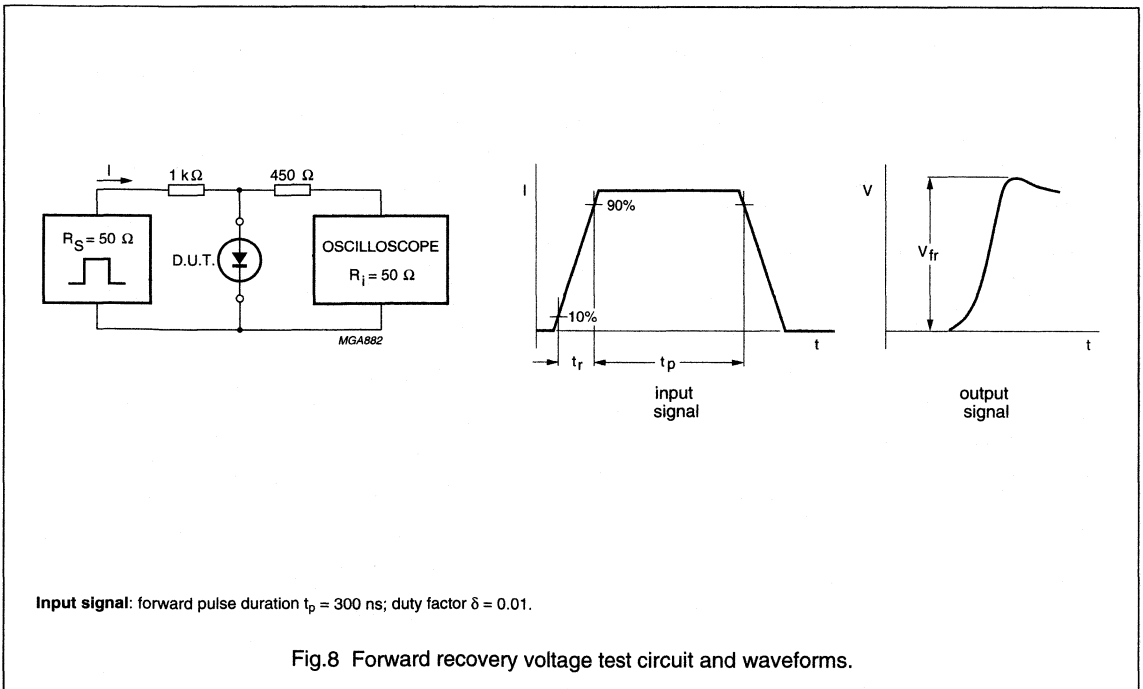 I
1 kΩ
450 Ω
R_S = 50 Ω
D.U.T.
OSCILLOSCOPE
R_i = 50 Ω
MGA882
I
90%
10%
t
t_r
t_p
input
signal
V
V_fr
t
output
signal
Input signal: forward pulse duration t_p = 300 ns; duty factor δ = 0.01.
Fig.8 Forward recovery voltage test circuit and waveforms.